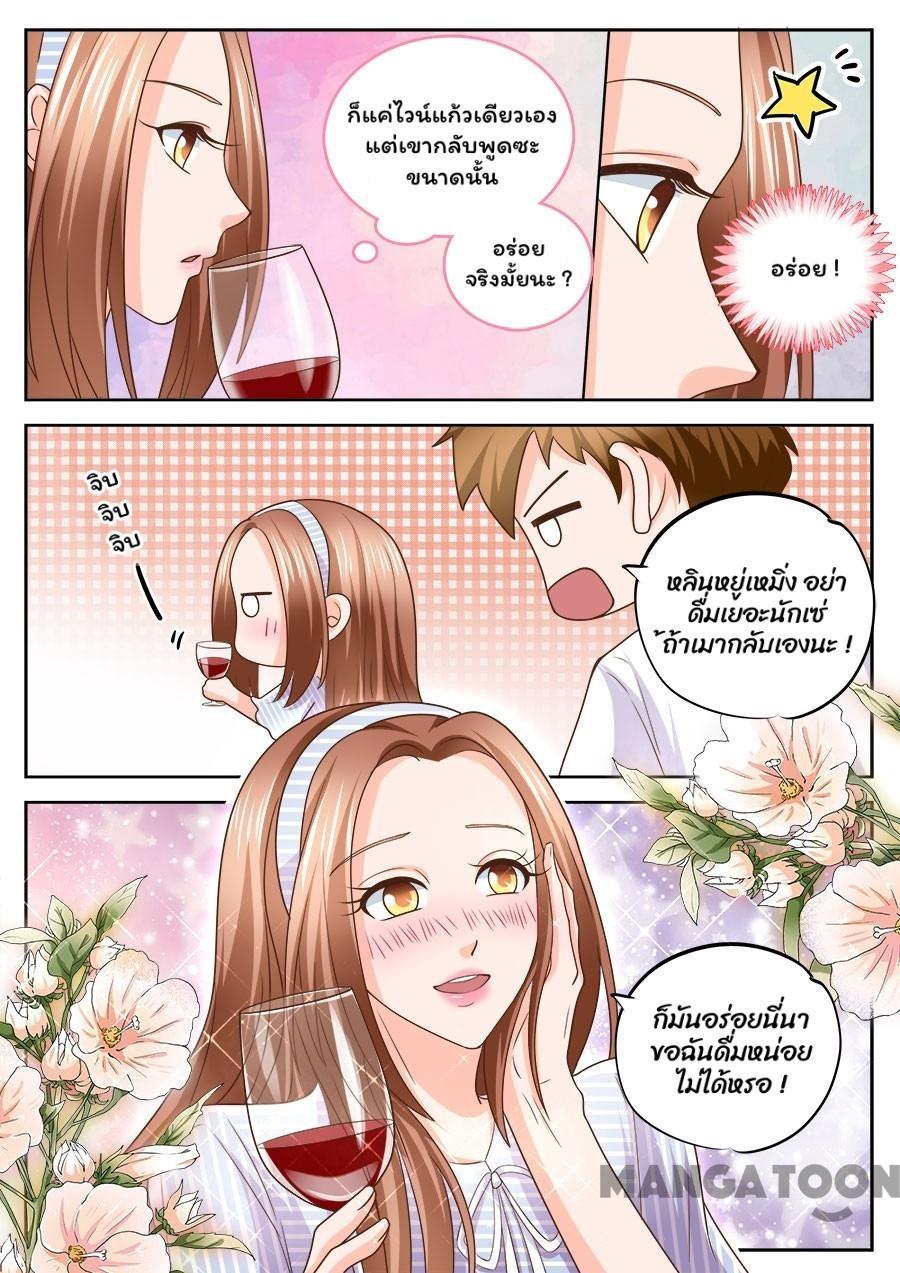 ก็แค่ไวน์แก้วเดียวเอง
แต่เขากลับพูดซะ
ขนาดนั้น
อร่อย
จริงมั้ยนะ ?
อร่อย !
จิบ
จิบ
จิบ
หลินหยู่เหมิ่ง อย่า
ดื่มเยอะนักเซ่
ถ้าเมากลับเองนะ !
ก็มันอร่อยนี่นา
ขอฉันดื่มหน่อย
ไม่ได้หรอ !
MANGATOON